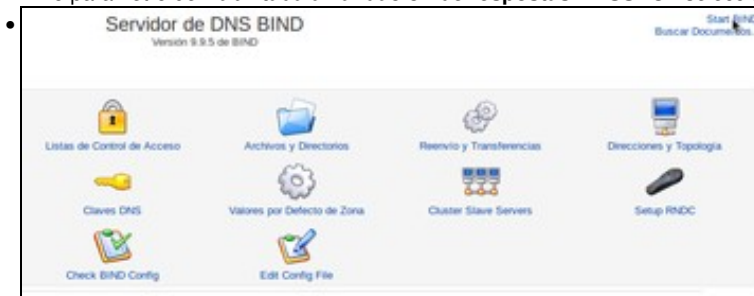 Servidor de DNS BIND
Versión 9.9.5 de BIND
Start BIND
Buscar Documentos..
Listas de Control de Acceso
Archivos y Directorios
Reenvío y Transferencias
Direcciones y Topología
Claves DNS
Valores por Defecto de Zona
Cluster Slave Servers
Setup RNDC
Check BIND Config
Edit Config File